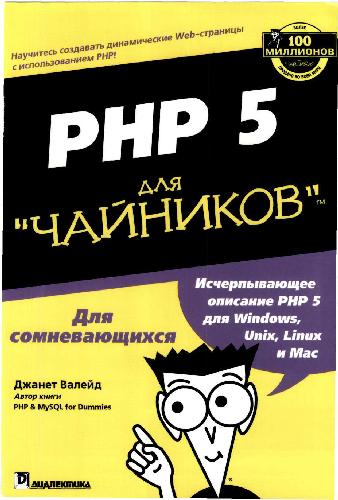 Научитесь создавать динамические Web-страницы
с использованием PHP!
100
МИЛЛИОНОВ
PHP 5
для
"ЧАЙНИКОВ"™
Исчерпывающее
описание PHP 5
для Windows,
Unix, Linux
и Mac
Для
сомневающихся
Джанет Валейд
Автор книги
PHP & MySQL for Dummies
ДИАЛЕКТИКА